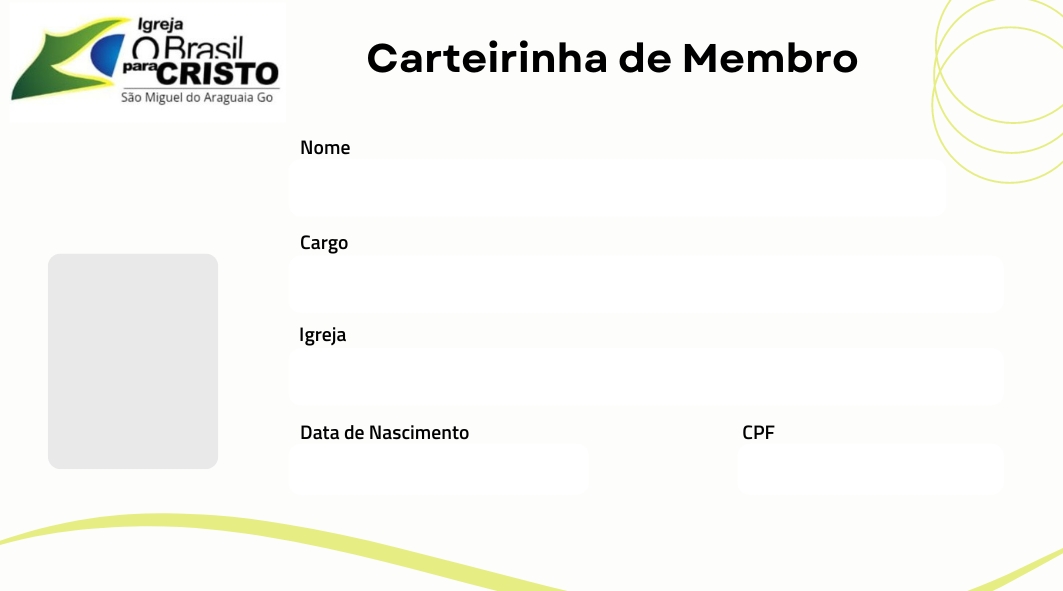 Igreja
O Brasil
para CRISTO
São Miguel do Araguaia Go
Carteirinha de Membro
Nome
Cargo
Igreja
Data de Nascimento
CPF